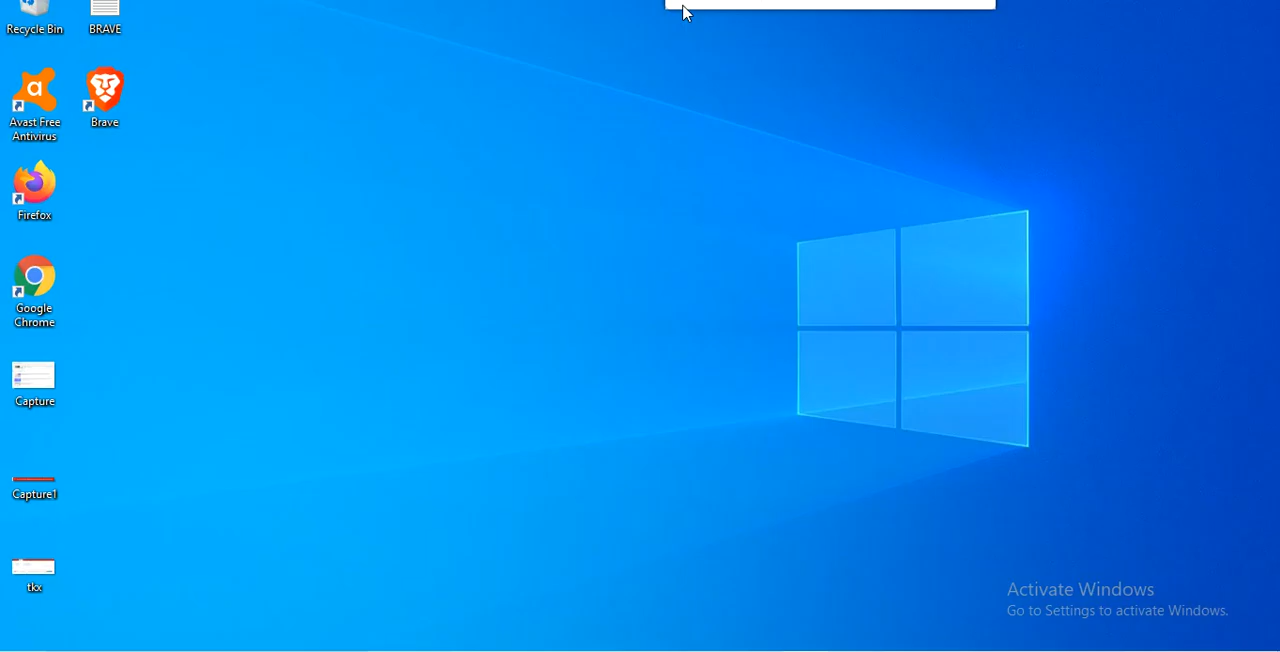 Recycle Bin
BRAVE
Avast Free
Antivirus
Brave
Firefox
Google
Chrome
Capture
Capture1
tkx
Activate Windows
Go to Settings to activate Windows.